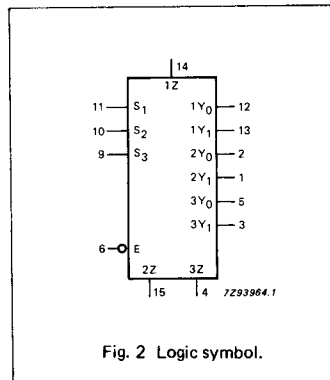 14
1Z
11 S1 1Y0 12
10 S2 1Y1 13
9 S3 2Y0 2
2Y1 1
3Y0 5
3Y1 3
6 E
2Z 3Z
15 4 7Z93964.1
Fig. 2 Logic symbol.